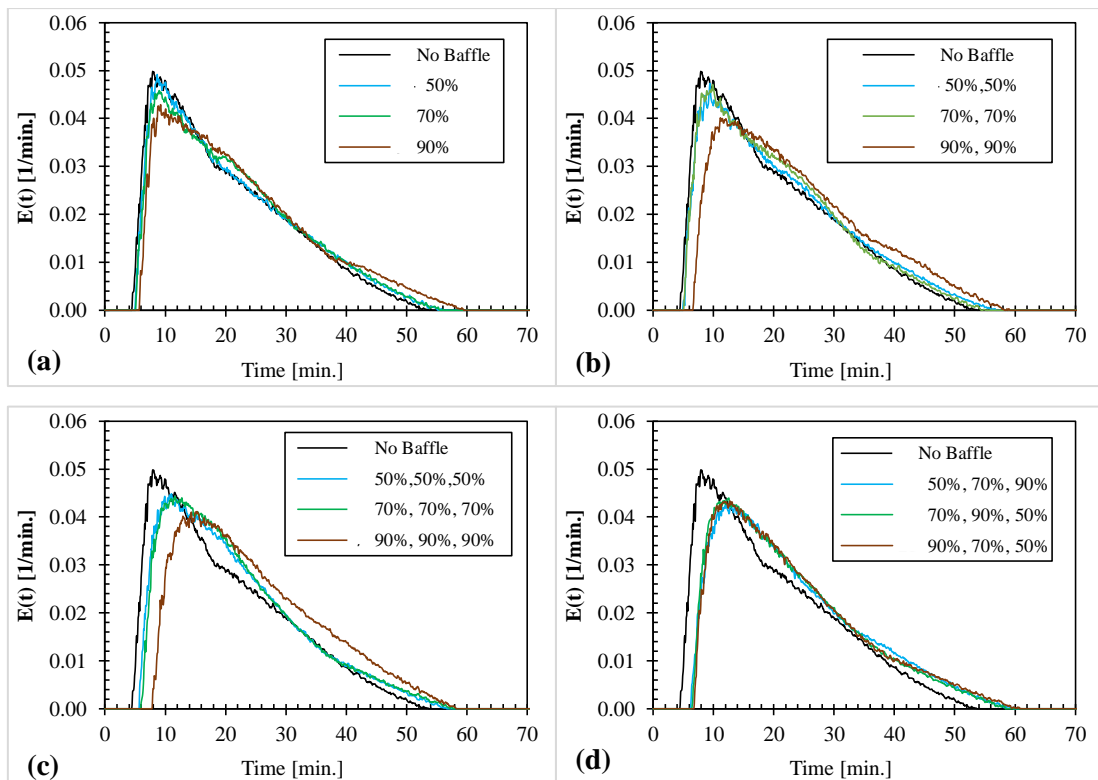 0.06
0.05
0.04
0.03
0.02
0.01
0.00
E(t) [1/min.]
No Baffle
50%
70%
90%
0 10 20 30 40 50 60 70
Time [min.]
(a)
0.06
0.05
0.04
0.03
0.02
0.01
0.00
E(t) [1/min.]
No Baffle
50%,50%
70%, 70%
90%, 90%
0 10 20 30 40 50 60 70
Time [min.]
(b)
0.06
0.05
0.04
0.03
0.02
0.01
0.00
E(t) [1/min.]
No Baffle
50%,50%,50%
70%, 70%, 70%
90%, 90%, 90%
0 10 20 30 40 50 60 70
Time [min.]
(c)
0.06
0.05
0.04
0.03
0.02
0.01
0.00
E(t) [1/min.]
No Baffle
50%, 70%, 90%
70%, 90%, 50%
90%, 70%, 50%
0 10 20 30 40 50 60 70
Time [min.]
(d)